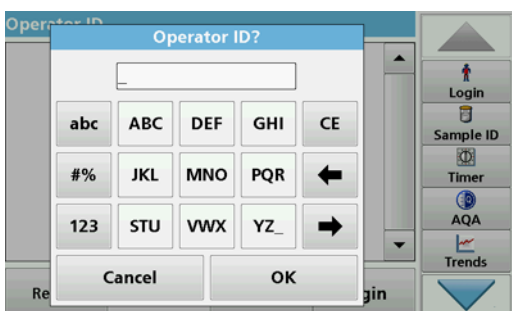 Operator ID
Operator ID?
_
abc ABC DEF GHI CE
#% JKL MNO PQR
123 STU VWX YZ_
Cancel OK
Login
Sample ID
Timer
AQA
Trends